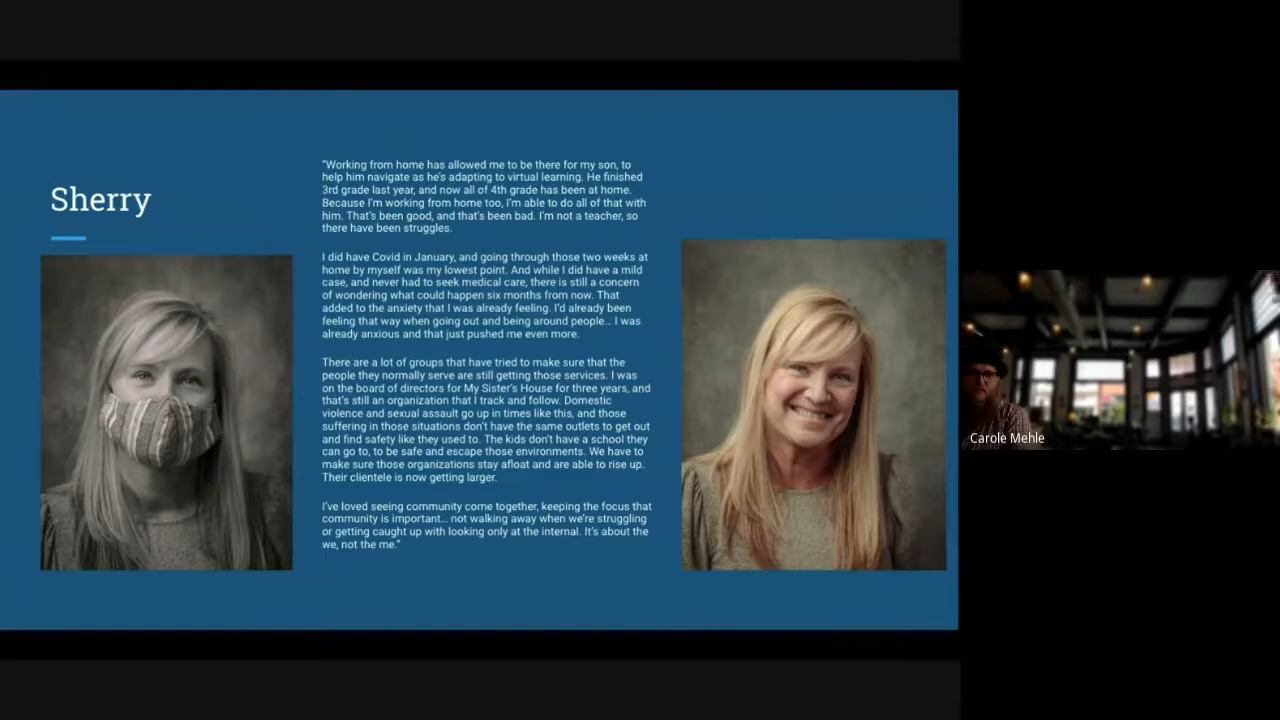 Sherry
“Working from home has allowed me to be there for my son, to
help him navigate as he’s adapting to virtual learning. He finished
3rd grade last year, and now all of 4th grade has been at home.
Because I’m working from home too, I’m able to do all of that with
him. That’s been good, and that’s been bad. I’m not a teacher, so
there have been struggles.
I did have Covid in January, and going through those two weeks at
home by myself was my lowest point. And while I did have a mild
case, and never had to seek medical care, there is still a concern
of wondering what could happen six months from now. That
added to the anxiety that I was already feeling. I’d already been
feeling that way when going out and being around people… I was
already anxious and that just pushed me even more.
There are a lot of groups that have tried to make sure that the
people they normally serve are still getting those services. I was
on the board of directors for My Sister’s House for three years, and
that’s still an organization that I track and follow. Domestic
violence and sexual assault go up in times like this, and those
suffering in those situations don’t have the same outlets to get out
and find safety like they used to. The kids don’t have a school they
can go to, to be safe and escape those environments. We have to
make sure those organizations stay afloat and are able to rise up.
Their clientele is now getting larger.
I’ve loved seeing community come together, keeping the focus that
community is important… not walking away when we’re struggling
or getting caught up with looking only at the internal. It’s about the
we, not the me.”
Carole Mehle